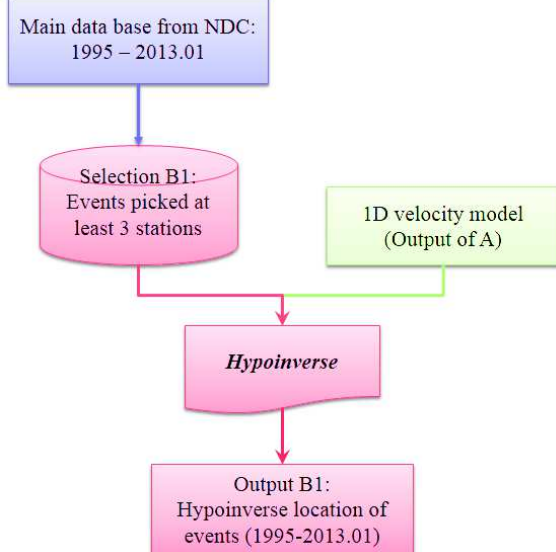 Main data base from NDC:
1995 – 2013.01
Selection B1:
Events picked at
least 3 stations
1D velocity model
(Output of A)
Hypoinverse
Output B1:
Hypoinverse location of
events (1995-2013.01)